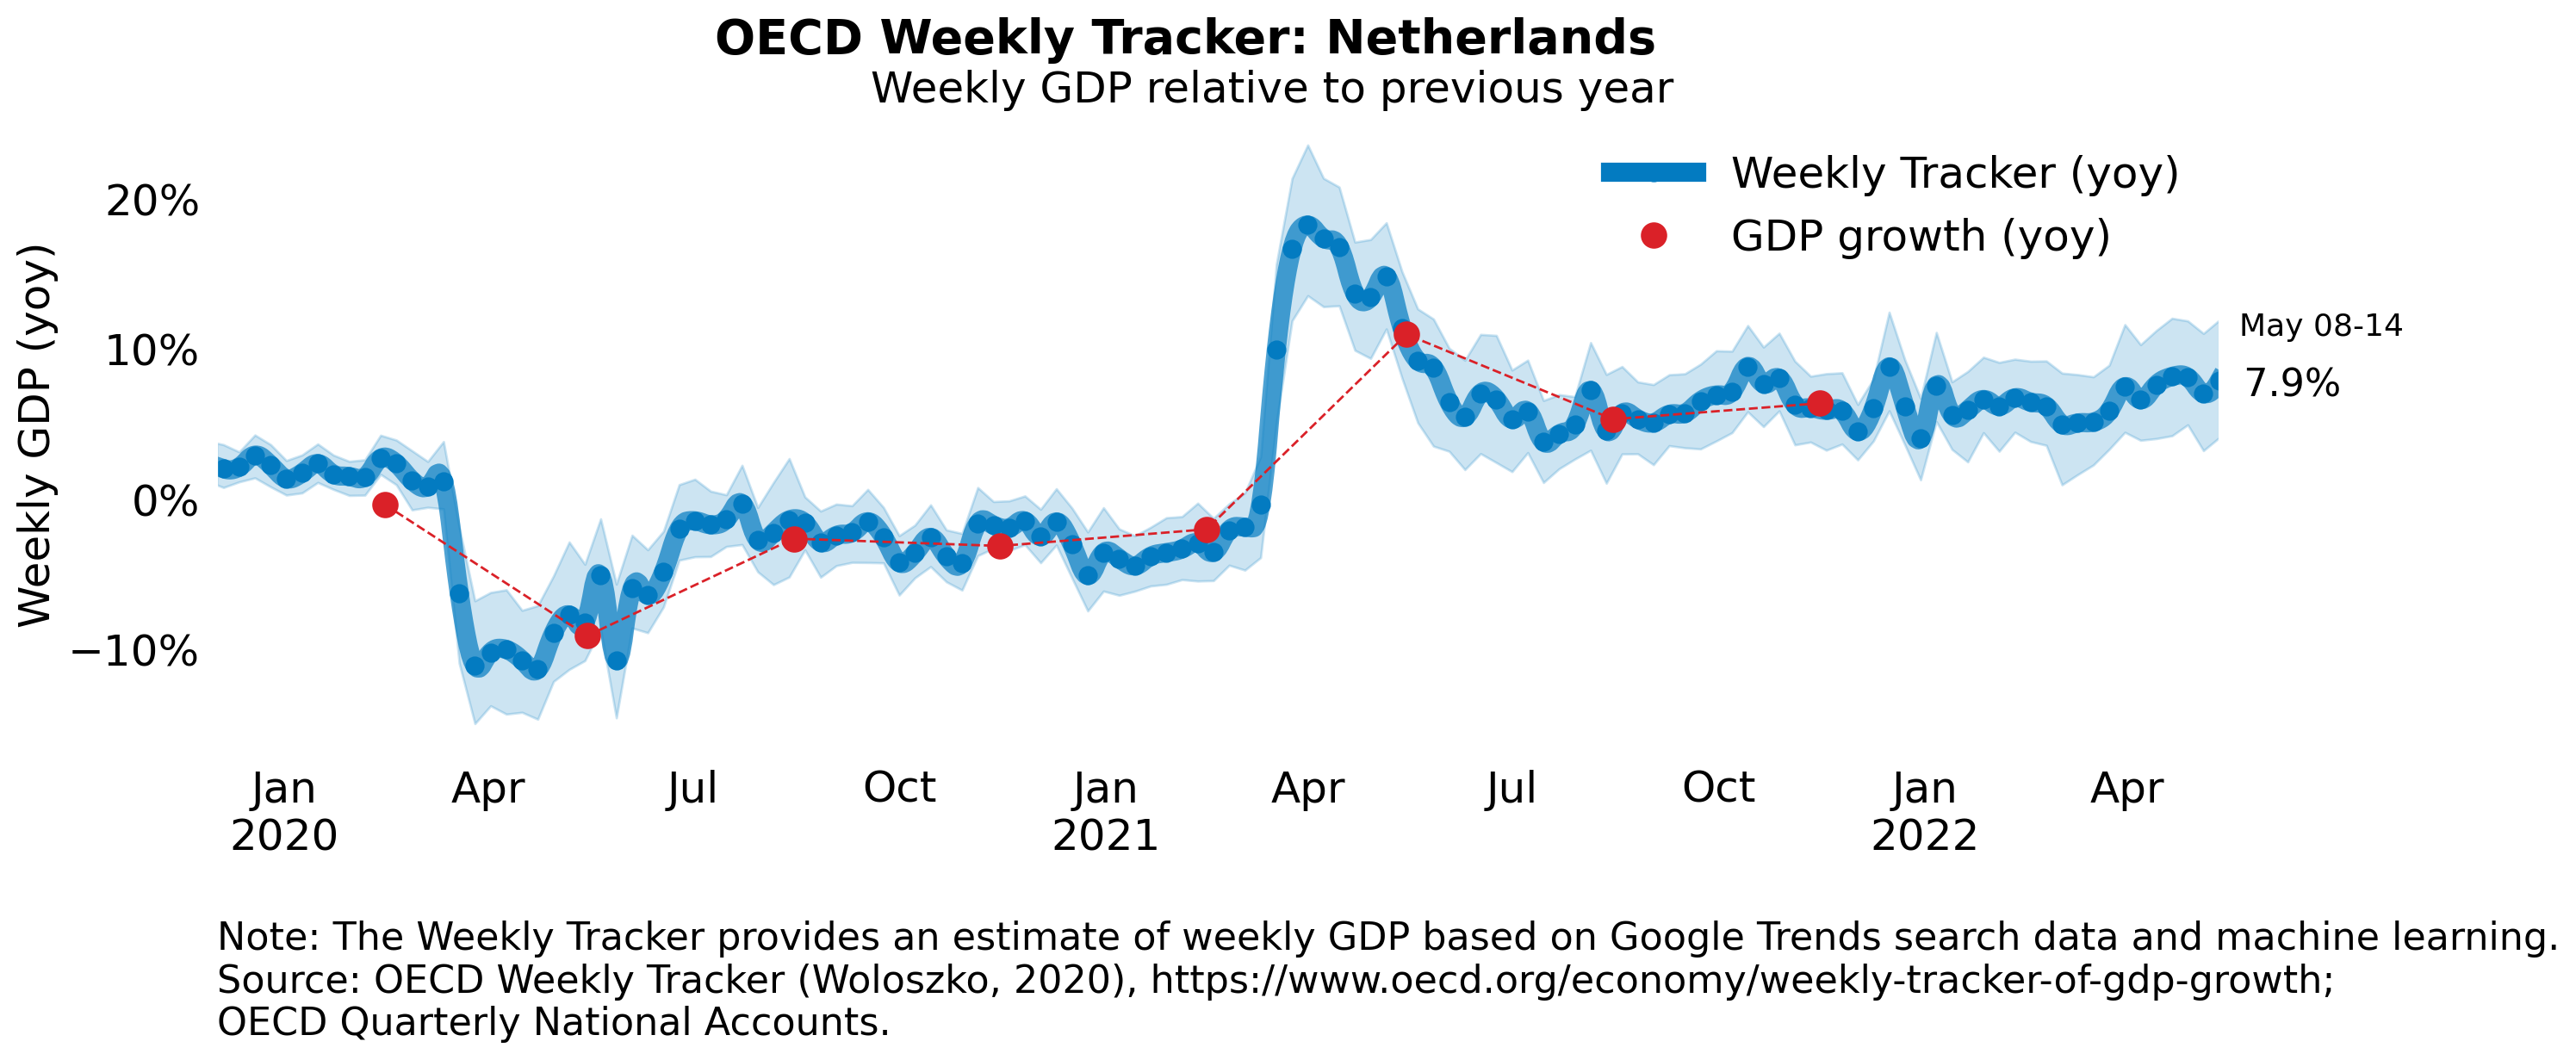 OECD Weekly Tracker: Netherlands
Weekly GDP relative to previous year
Weekly Tracker (yoy)
GDP growth (yoy)
Weekly GDP (yoy)
20%
10%
0%
−10%
May 08-14
7.9%
Jan Apr Jul Oct Jan Apr Jul Oct Jan Apr
2020 2021 2022
Note: The Weekly Tracker provides an estimate of weekly GDP based on Google Trends search data and machine learning.
Source: OECD Weekly Tracker (Woloszko, 2020), https://www.oecd.org/economy/weekly-tracker-of-gdp-growth;
OECD Quarterly National Accounts.